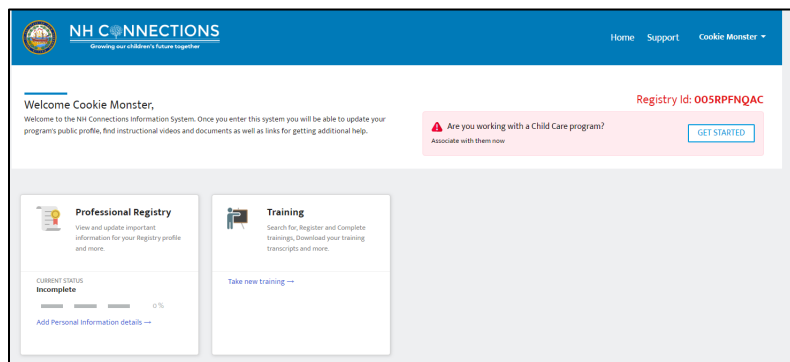 NH CONNECTIONS
Growing our children's future together
Home Support Cookie Monster
Welcome Cookie Monster,
Welcome to the NH Connections Information System. Once you enter this system you will be able to update your
program's public profile, find instructional videos and documents as well as links for getting additional help.
Registry Id: 005RPFNQAC
Are you working with a Child Care program?
Associate with them now
GET STARTED
Professional Registry
View and update important
information for your Registry profile
and more.
CURRENT STATUS
Incomplete
0%
Add Personal Information details →
Training
Search for, Register and Complete
trainings, Download your training
transcripts and more.
Take new training →